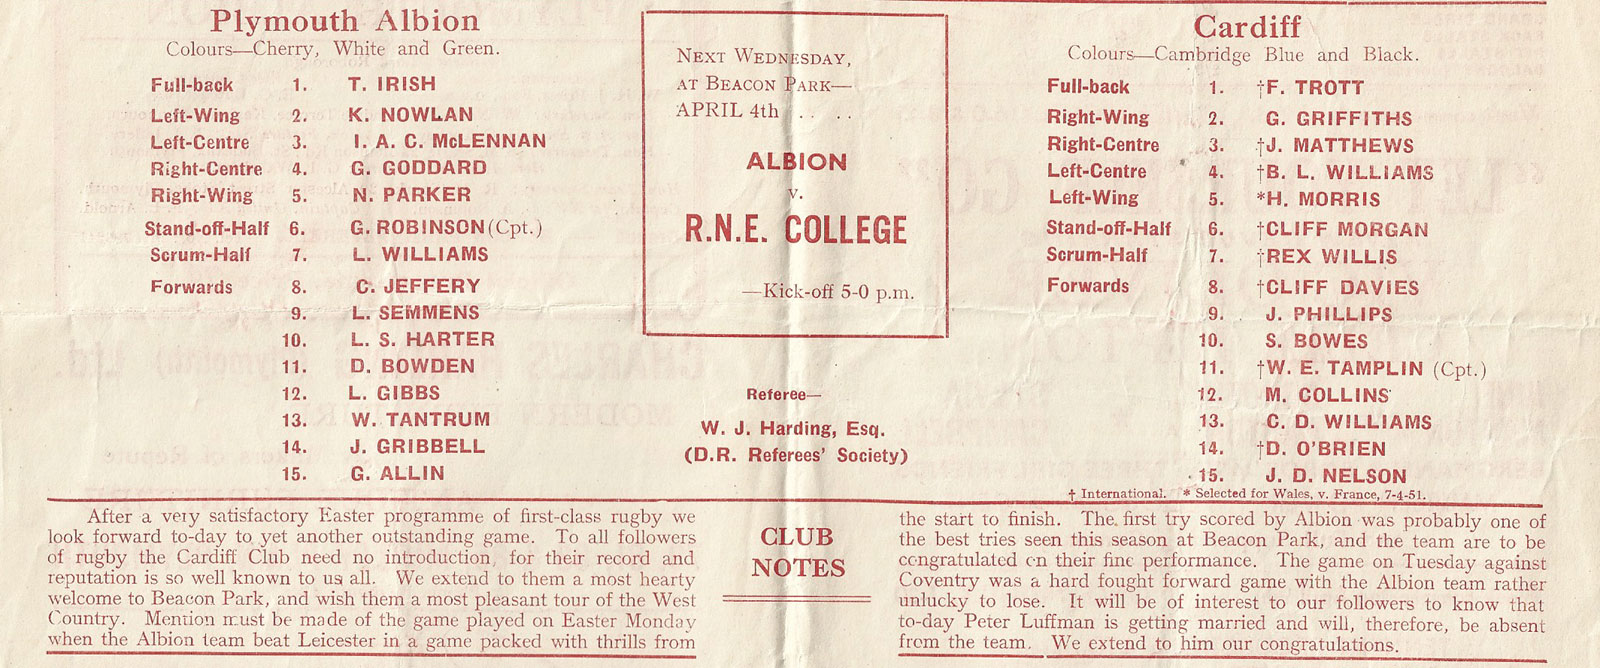 Plymouth Albion
Colours—Cherry, White and Green.
Full-back 1. T. IRISH
Left-Wing 2. K. NOWLAN
Left-Centre 3. I. A. C. McLENNAN
Right-Centre 4. G. GODDARD
Right-Wing 5. N. PARKER
Stand-off-Half 6. G. ROBINSON (Cpt.)
Scrum-Half 7. L. WILLIAMS
Forwards 8. C. JEFFERY
9. L. SEMMENS
10. L. S. HARTER
11. D. BOWDEN
12. L. GIBBS
13. W. TANTRUM
14. J. GRIBBELL
15. G. ALLIN
NEXT WEDNESDAY,
AT BEACON PARK—
APRIL 4th .. ..
ALBION
v.
R.N.E. COLLEGE
—Kick-off 5-0 p.m.
Referee—
W. J. Harding, Esq.
(D.R. Referees' Society)
Cardiff
Colours—Cambridge Blue and Black.
Full-back 1. †F. TROTT
Right-Wing 2. G. GRIFFITHS
Right-Centre 3. †J. MATTHEWS
Left-Centre 4. †B. L. WILLIAMS
Left-Wing 5. *H. MORRIS
Stand-off-Half 6. †CLIFF MORGAN
Scrum-Half 7. †REX WILLIS
Forwards 8. †CLIFF DAVIES
9. J. PHILLIPS
10. S. BOWES
11. †W. E. TAMPLIN (Cpt.)
12. M. COLLINS
13. C. D. WILLIAMS
14. †D. O'BRIEN
15. J. D. NELSON
† International. * Selected for Wales, v. France, 7-4-51.
CLUB
NOTES
After a very satisfactory Easter programme of first-class rugby we
look forward to-day to yet another outstanding game. To all followers
of rugby the Cardiff Club need no introduction, for their record and
reputation is so well known to us all. We extend to them a most hearty
welcome to Beacon Park, and wish them a most pleasant tour of the West
Country. Mention must be made of the game played on Easter Monday
when the Albion team beat Leicester in a game packed with thrills from
the start to finish. The first try scored by Albion was probably one of
the best tries seen this season at Beacon Park, and the team are to be
congratulated on their fine performance. The game on Tuesday against
Coventry was a hard fought forward game with the Albion team rather
unlucky to lose. It will be of interest to our followers to know that
to-day Peter Luffman is getting married and will, therefore, be absent
from the team. We extend to him our congratulations.